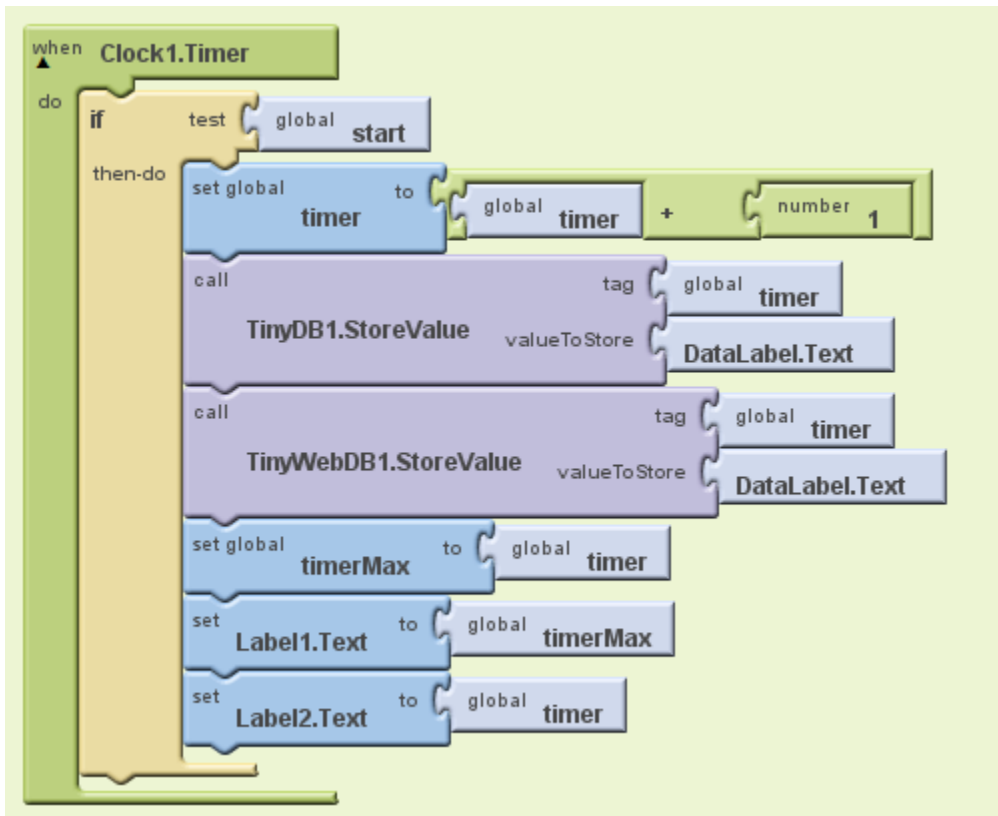 when Clock1.Timer
do if test global start
then-do set global timer to global timer + number 1
call TinyDB1.StoreValue tag global timer
valueToStore DataLabel.Text
call TinyWebDB1.StoreValue tag global timer
valueToStore DataLabel.Text
set global timerMax to global timer
set Label1.Text to global timerMax
set Label2.Text to global timer